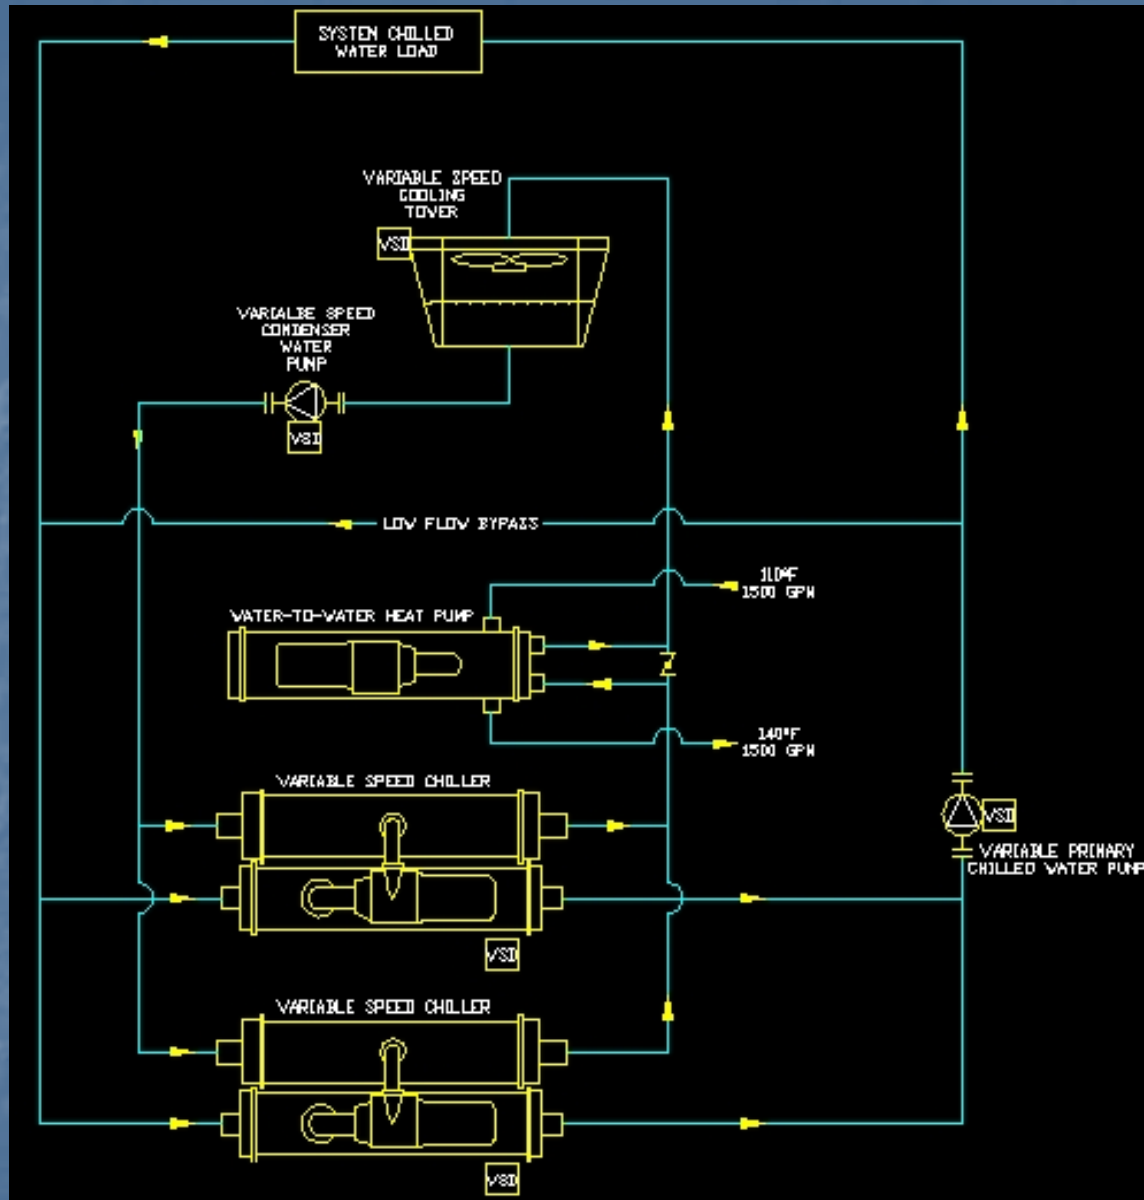 SYSTEN CHILLED
WATER LOAD
VARIABLE SPEED
COOLING
TOWER
VSD
VARIALBE SPEED
CONDENSER
WATER
PUMP
VSD
LOW FLOW BYPASS
110°F
1500 GPM
WATER-TO-WATER HEAT PUMP
140°F
1500 GPM
VARIABLE SPEED CHILLER
VSD
VARIABLE PRIMARY
CHILLED WATER PUMP
VSD
VARIABLE SPEED CHILLER
VSD